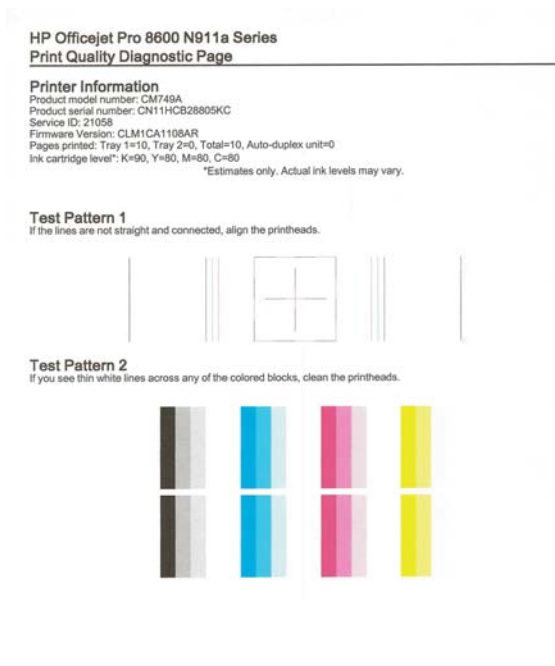 HP Officejet Pro 8600 N911a Series
Print Quality Diagnostic Page
Printer Information
Product model number: CM749A
Product serial number: CN11HCB28805KC
Service ID: 21058
Firmware Version: CLM1CA1108AR
Pages printed: Tray 1=10, Tray 2=0, Total=10, Auto-duplex unit=0
Ink cartridge level*: K=90, Y=80, M=80, C=80
*Estimates only. Actual ink levels may vary.
Test Pattern 1
If the lines are not straight and connected, align the printheads.
Test Pattern 2
If you see thin white lines across any of the colored blocks, clean the printheads.